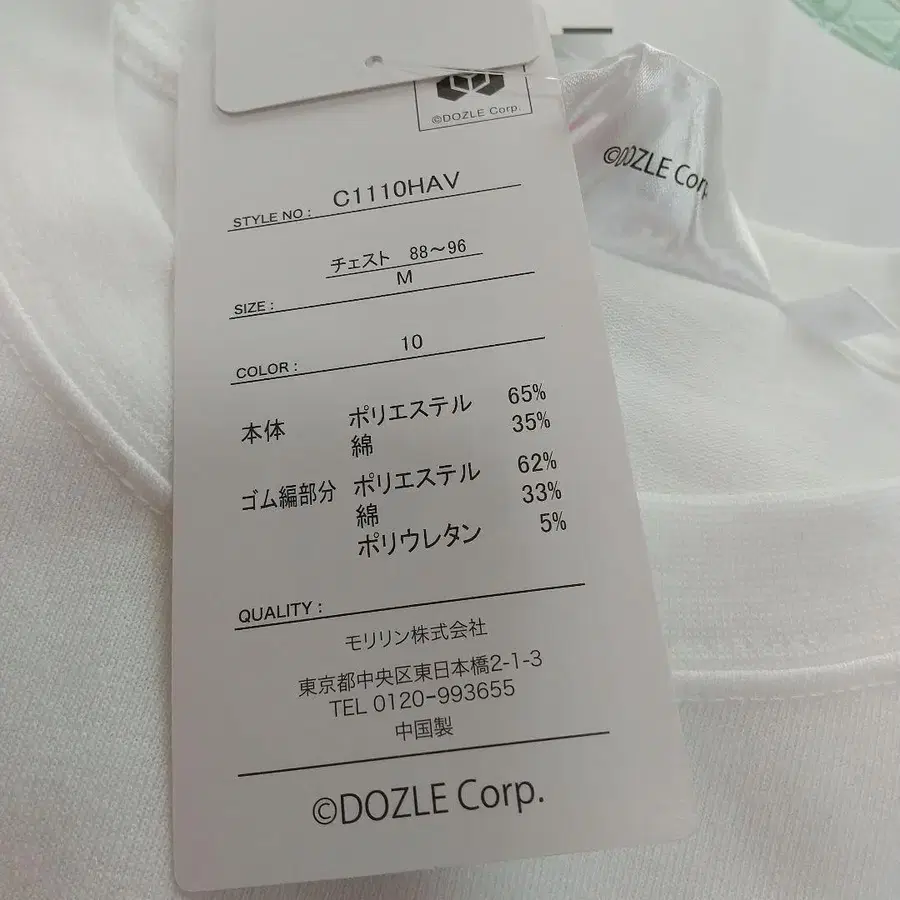 ©DOZLE Corp.
©DOZLE Corp
STYLE NO : C1110HAV
チェスト 88～96
SIZE : M
COLOR : 10
本体 ポリエステル 65%
綿 35%
ゴム編部分 ポリエステル 62%
綿 33%
ポリウレタン 5%
QUALITY :
モリリン株式会社
東京都中央区東日本橋2-1-3
TEL 0120-993655
中国製
©DOZLE Corp.